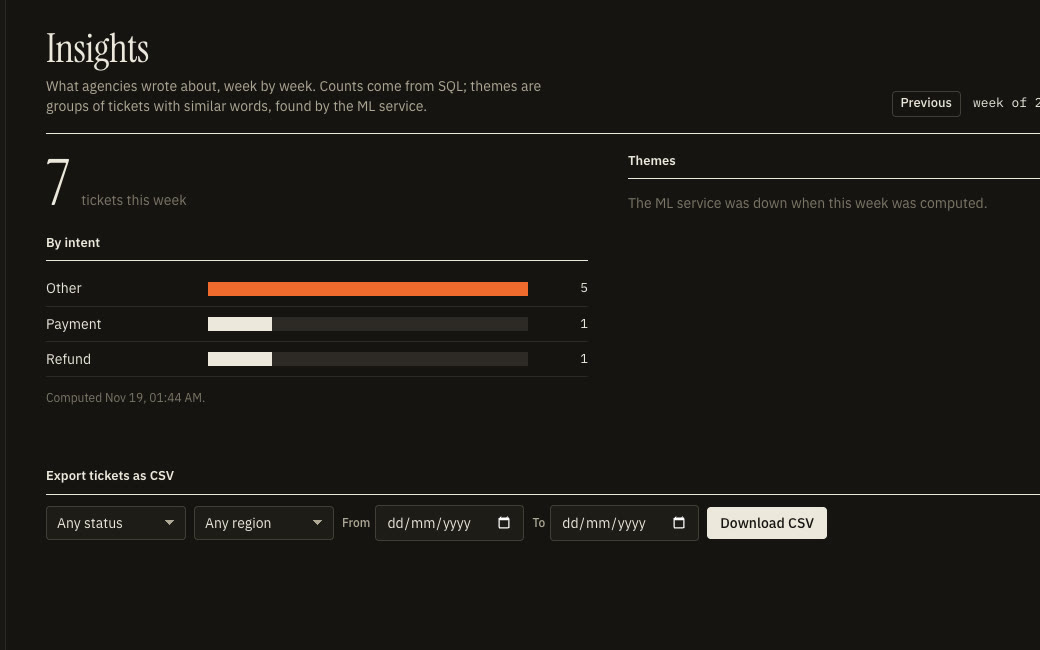 Insights
What agencies wrote about, week by week. Counts come from SQL; themes are
groups of tickets with similar words, found by the ML service.
Previous
week of 2
7 tickets this week
By intent
Other 5
Payment 1
Refund 1
Computed Nov 19, 01:44 AM.
Themes
The ML service was down when this week was computed.
Export tickets as CSV
Any status
Any region
From dd/mm/yyyy
To dd/mm/yyyy
Download CSV